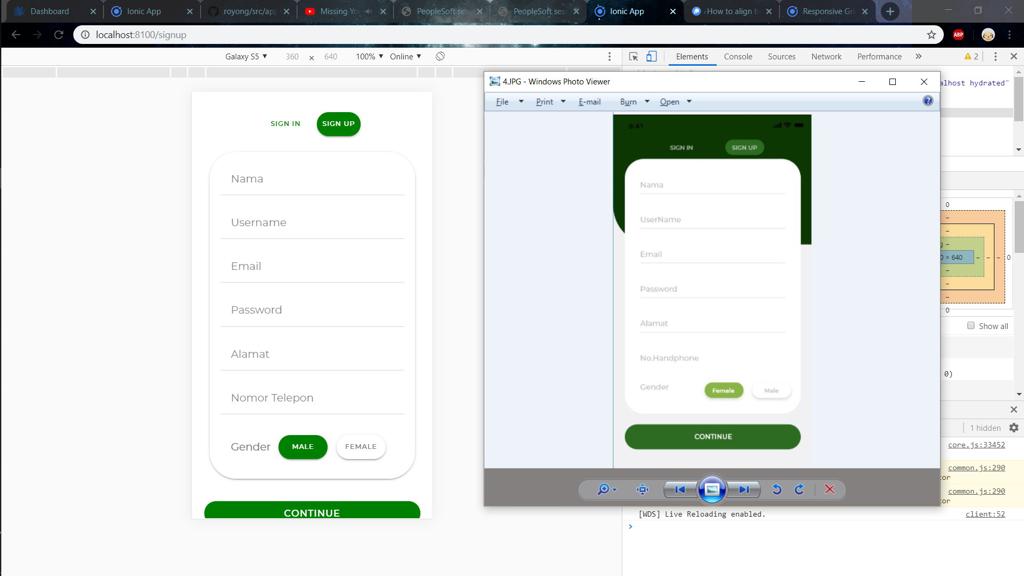 Dashboard
Ionic App
royong/src/ap
Missing Y
PeopleSoft se
PeopleSoft se
Ionic App
How to align
Responsive Gr
localhost:8100/signup
ABP
Galaxy S5 ▼ 360 × 640 100% ▼ Online ▼
Elements Console Sources Network Performance 2
SIGN IN
SIGN UP
Nama
Username
Email
Password
Alamat
Nomor Telepon
Gender MALE FEMALE
CONTINUE
4.JPG - Windows Photo Viewer
File Print E-mail Burn Open
9:41
SIGN IN
SIGN UP
Nama
UserName
Email
Password
Alamat
No.Handphone
Gender Female Male
CONTINUE
alhost hydrated"
0
0 × 640
0
0
Show all
0)
1 hidden
core.js:33452
common.js:290
or
common.js:290
or
[WDS] Live Reloading enabled. client:52